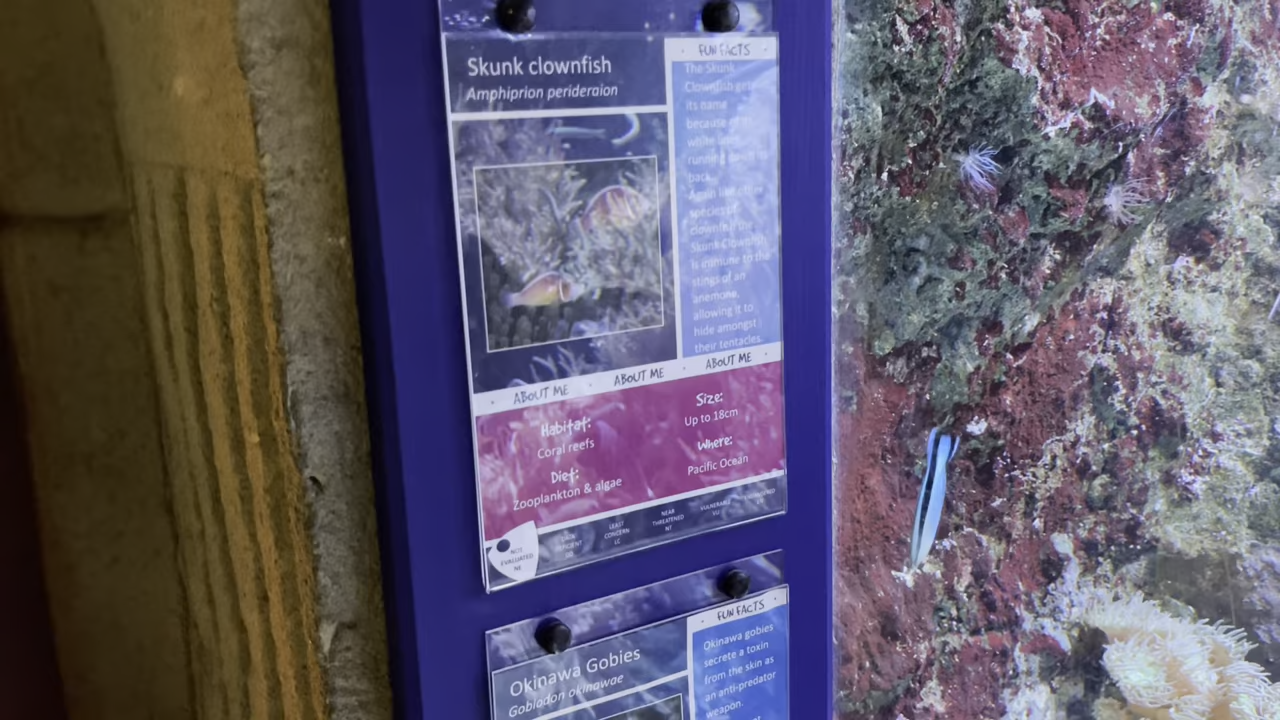 Skunk clownfish
Amphiprion perideraion
FUN FACTS
The Skunk
Clownfish gets
its name
because of its
white line
running down its
back.
Again like other
species of
clownfish the
Skunk Clownfish
is immune to the
stings of an
anemone,
allowing it to
hide amongst
their tentacles.
ABOUT ME
ABOUT ME
ABOUT ME
Habitat:
Coral reefs
Diet:
Zooplankton & algae
Size:
Up to 18cm
Where:
Pacific Ocean
NOT
EVALUATED
NE
DATA
DEFICIENT
DD
LEAST
CONCERN
LC
NEAR
THREATENED
NT
VULNERABLE
VU
Okinawa Gobies
Gobiodon okinawae
FUN FACTS
Okinawa gobies
secrete a toxin
from the skin as
an anti-predator
weapon.